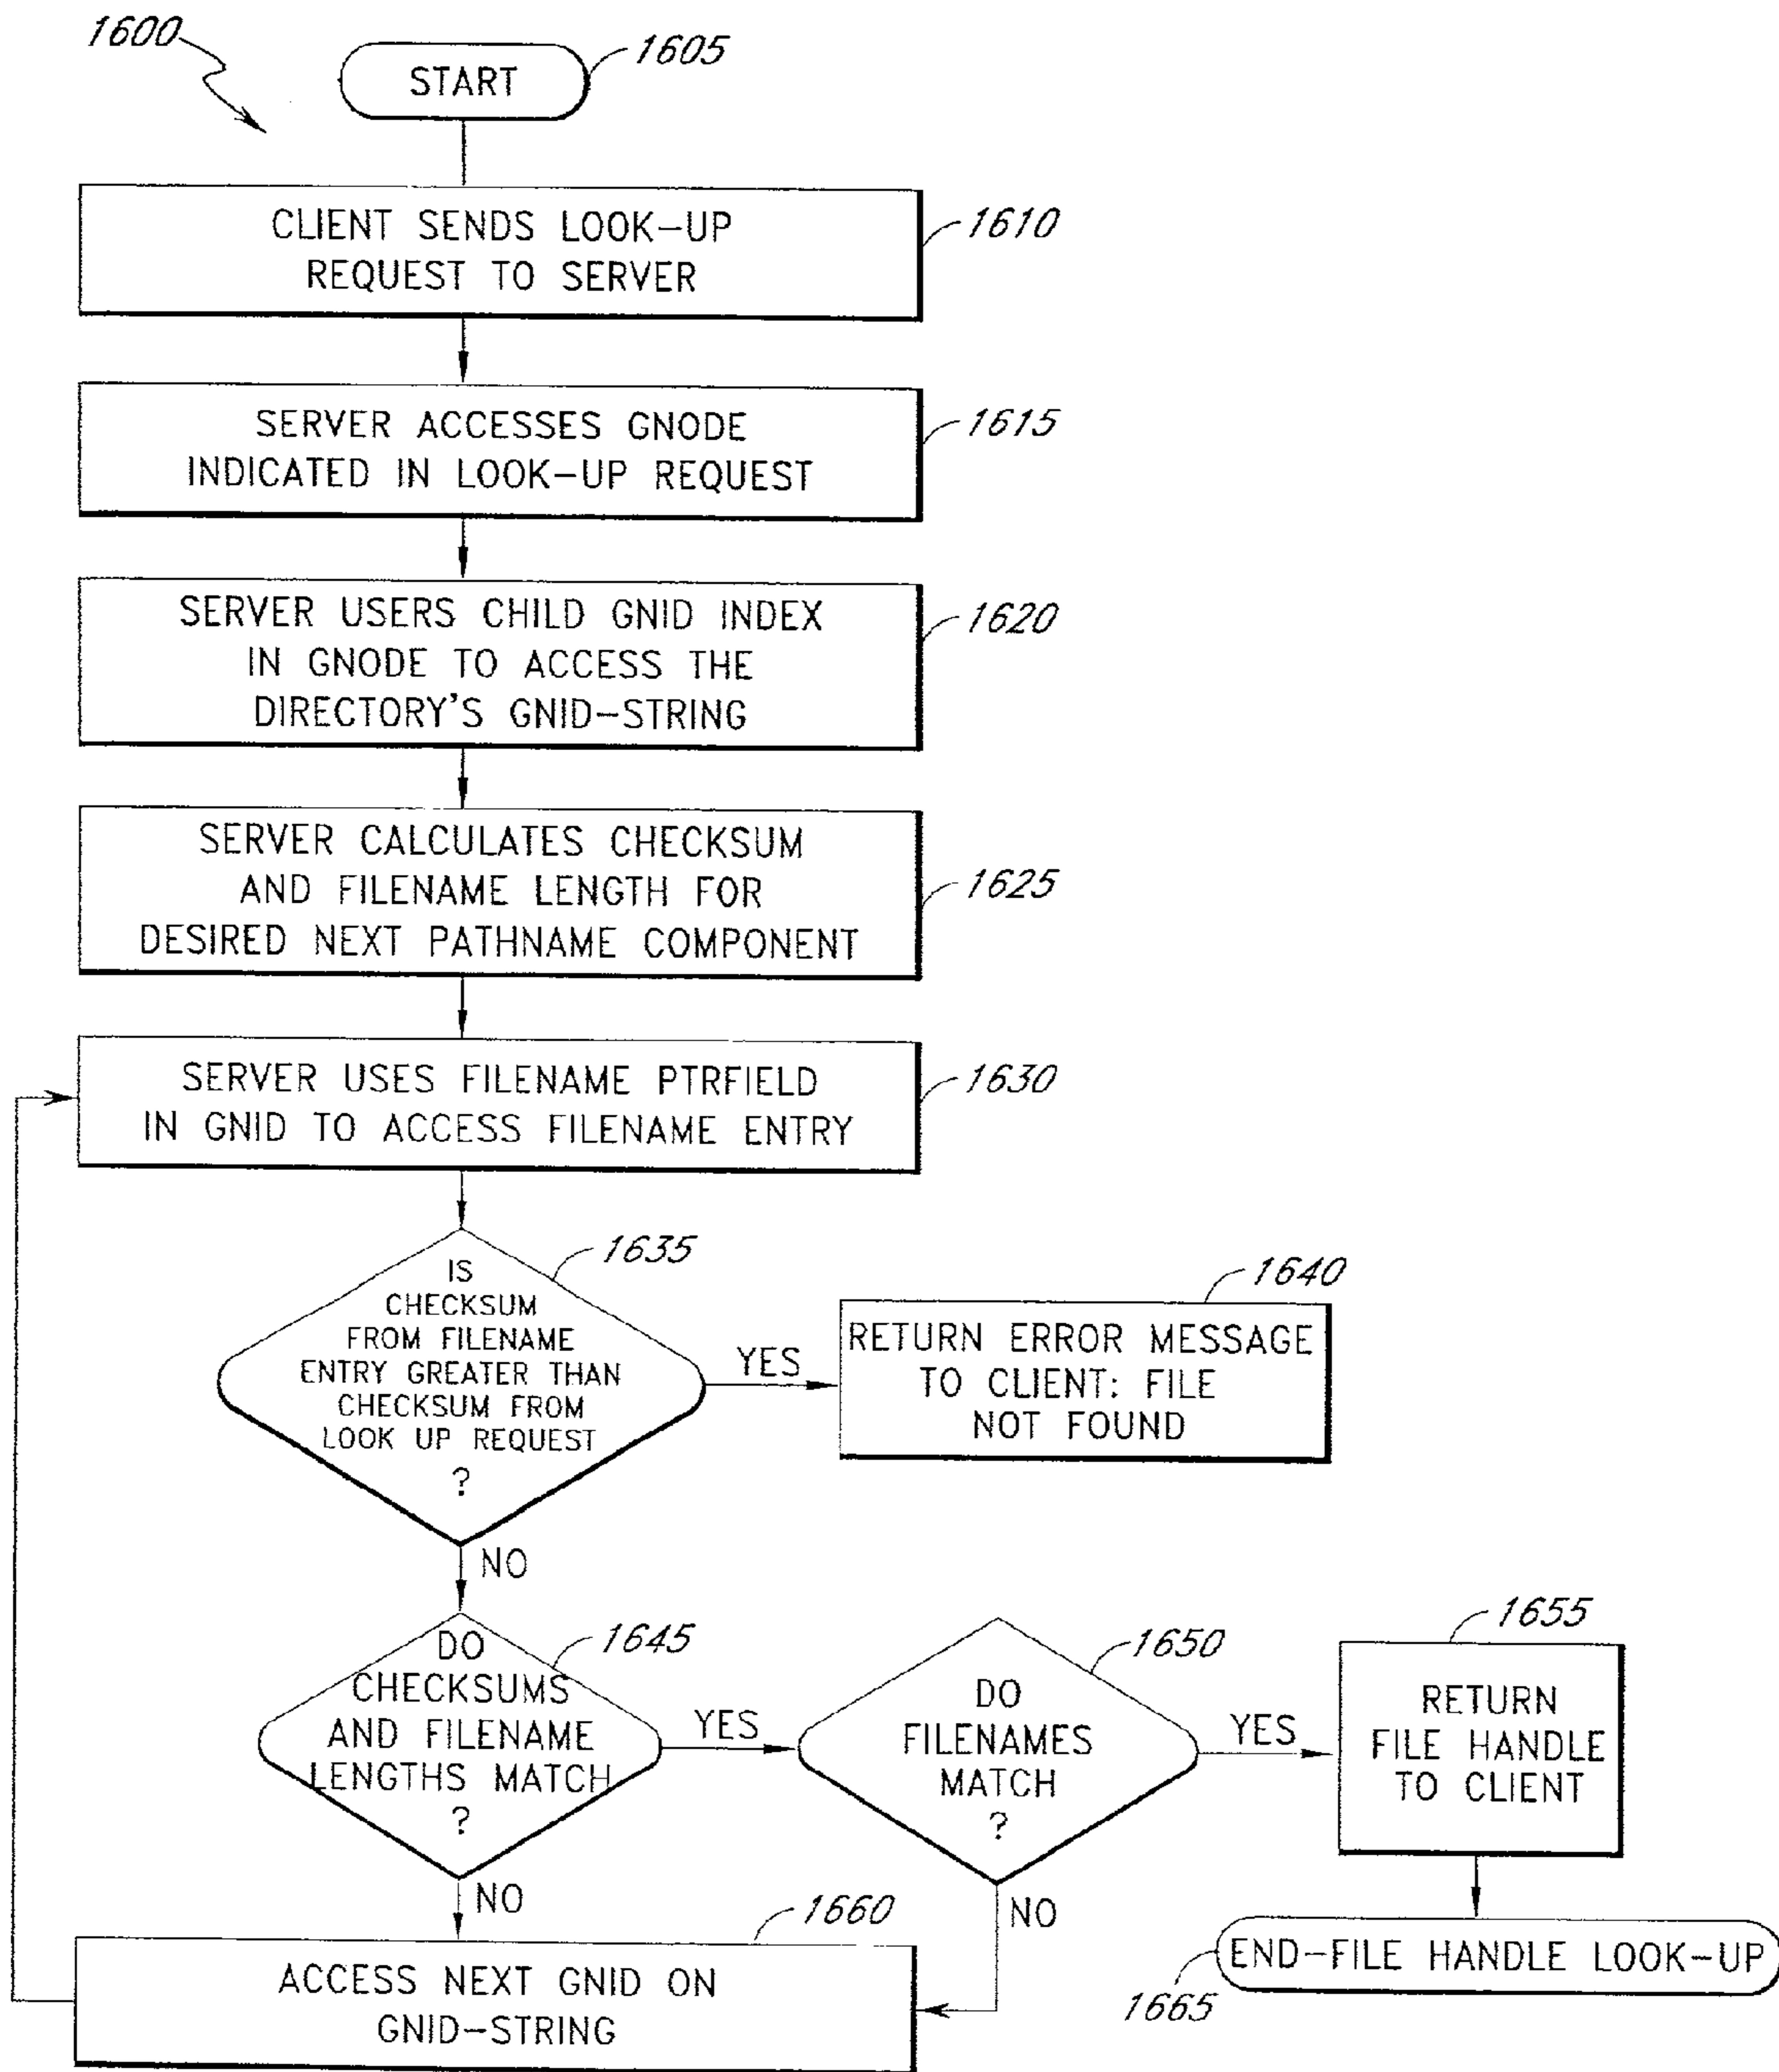 1600
START
1605
CLIENT SENDS LOOK-UP
REQUEST TO SERVER
1610
SERVER ACCESSES GNODE
INDICATED IN LOOK-UP REQUEST
1615
SERVER USERS CHILD GNID INDEX
IN GNODE TO ACCESS THE
DIRECTORY'S GNID-STRING
1620
SERVER CALCULATES CHECKSUM
AND FILENAME LENGTH FOR
DESIRED NEXT PATHNAME COMPONENT
1625
SERVER USES FILENAME PTRFIELD
IN GNID TO ACCESS FILENAME ENTRY
1630
IS
CHECKSUM
FROM FILENAME
ENTRY GREATER THAN
CHECKSUM FROM
LOOK UP REQUEST
?
1635
YES
RETURN ERROR MESSAGE
TO CLIENT: FILE
NOT FOUND
1640
NO
DO
CHECKSUMS
AND FILENAME
LENGTHS MATCH
?
1645
YES
DO
FILENAMES
MATCH
?
1650
YES
RETURN
FILE HANDLE
TO CLIENT
1655
NO
NO
ACCESS NEXT GNID ON
GNID-STRING
1660
END-FILE HANDLE LOOK-UP
1665